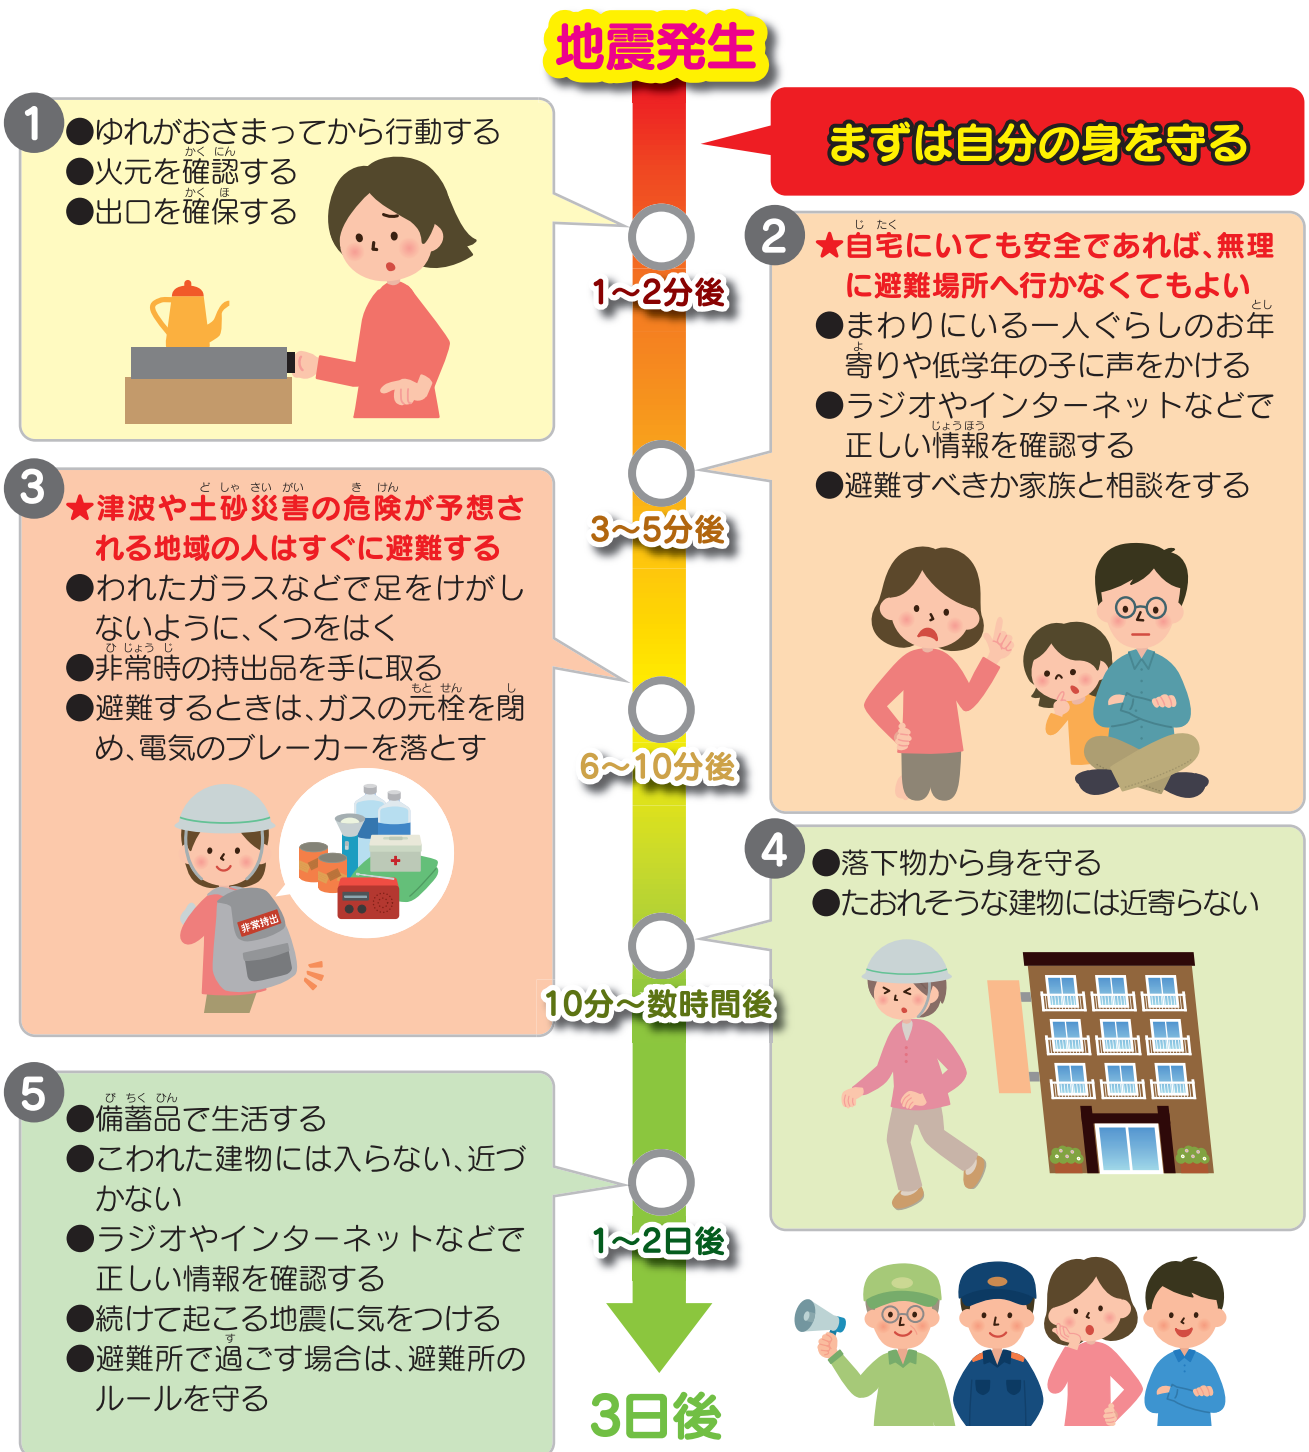 地震発生
まずは自分の身を守る
1
●ゆれがおさまってから行動する
●火元を確認する
●出口を確保する
1〜2分後
2
★自宅にいても安全であれば、無理
に避難場所へ行かなくてもよい
●まわりにいる一人ぐらしのお年
寄りや低学年の子に声をかける
●ラジオやインターネットなどで
正しい情報を確認する
●避難すべきか家族と相談をする
3〜5分後
3
★津波や土砂災害の危険が予想さ
れる地域の人はすぐに避難する
●われたガラスなどで足をけがし
ないように、くつをはく
●非常時の持出品を手に取る
●避難するときは、ガスの元栓を閉
め、電気のブレーカーを落とす
非常持出
6〜10分後
4
●落下物から身を守る
●たおれそうな建物には近寄らない
10分〜数時間後
5
●備蓄品で生活する
●こわれた建物には入らない、近づ
かない
●ラジオやインターネットなどで
正しい情報を確認する
●続けて起こる地震に気をつける
●避難所で過ごす場合は、避難所の
ルールを守る
1〜2日後
3日後